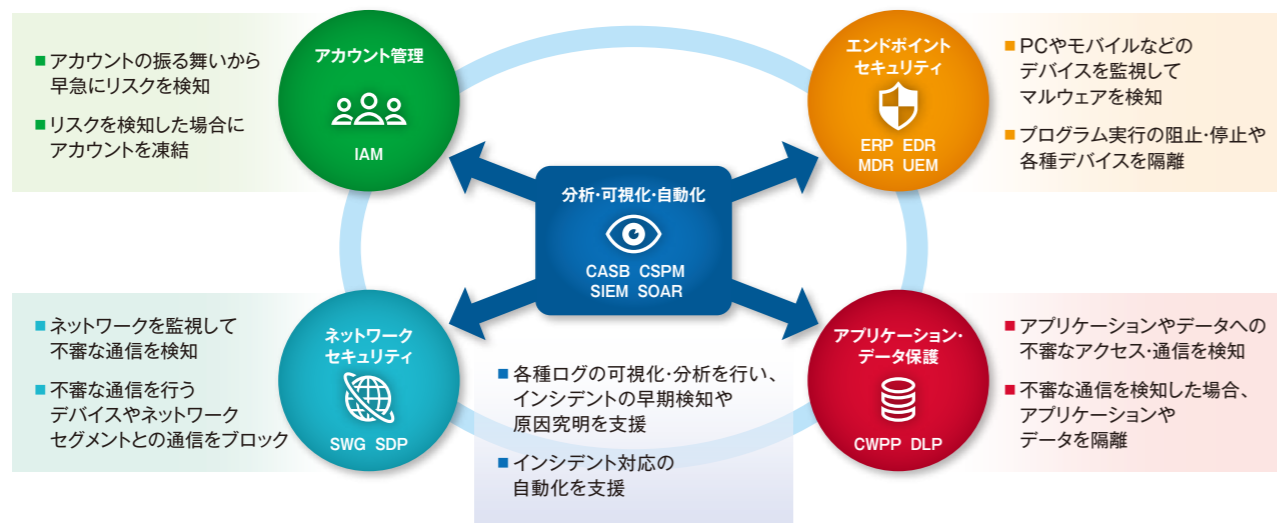 アカウント管理
IAM
■アカウントの振る舞いから
早急にリスクを検知
■リスクを検知した場合に
アカウントを凍結
エンドポイント
セキュリティ
ERP EDR
MDR UEM
■PCやモバイルなどの
デバイスを監視して
マルウェアを検知
■プログラム実行の阻止・停止や
各種デバイスを隔離
分析・可視化・自動化
CASB CSPM
SIEM SOAR
■各種ログの可視化・分析を行い、
インシデントの早期検知や
原因究明を支援
■インシデント対応の
自動化を支援
ネットワーク
セキュリティ
SWG SDP
■ネットワークを監視して
不審な通信を検知
■不審な通信を行う
デバイスやネットワーク
セグメントとの通信をブロック
アプリケーション・
データ保護
CWPP DLP
■アプリケーションやデータへの
不審なアクセス・通信を検知
■不審な通信を検知した場合、
アプリケーションや
データを隔離